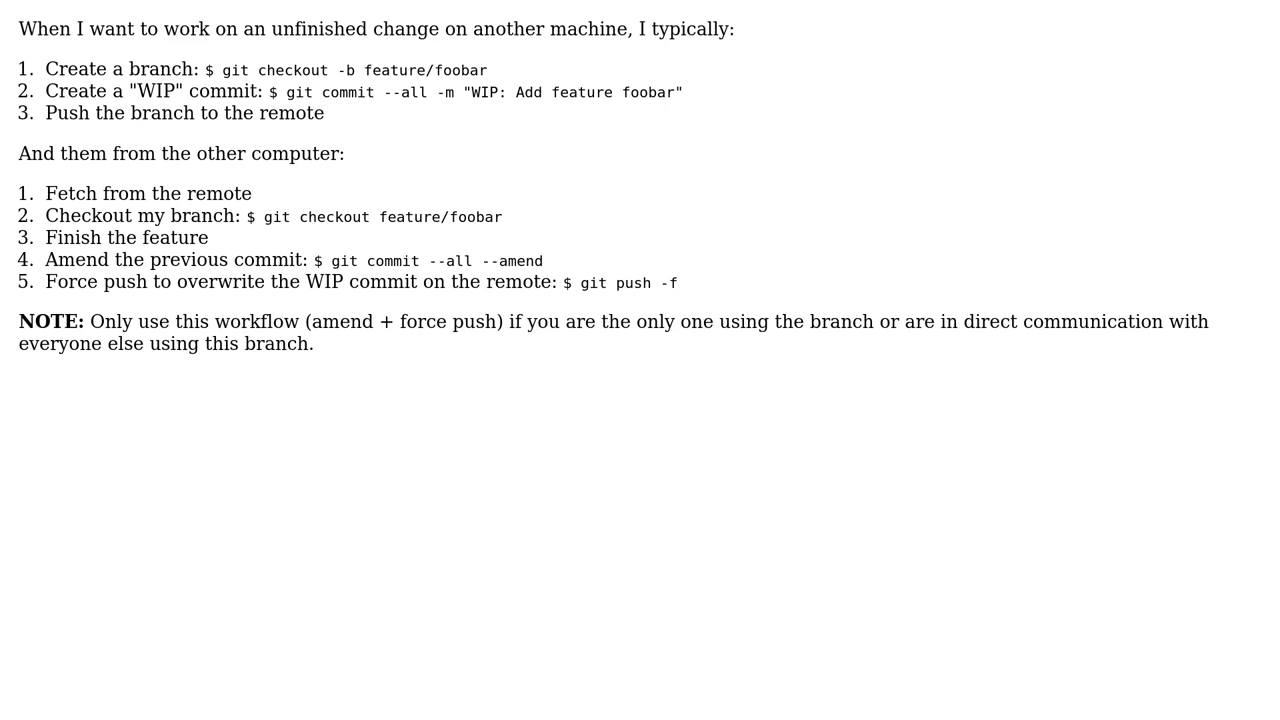 When I want to work on an unfinished change on another machine, I typically:
1. Create a branch: $ git checkout -b feature/foobar
2. Create a "WIP" commit: $ git commit --all -m "WIP: Add feature foobar"
3. Push the branch to the remote
And them from the other computer:
1. Fetch from the remote
2. Checkout my branch: $ git checkout feature/foobar
3. Finish the feature
4. Amend the previous commit: $ git commit --all --amend
5. Force push to overwrite the WIP commit on the remote: $ git push -f
NOTE: Only use this workflow (amend + force push) if you are the only one using the branch or are in direct communication with
everyone else using this branch.